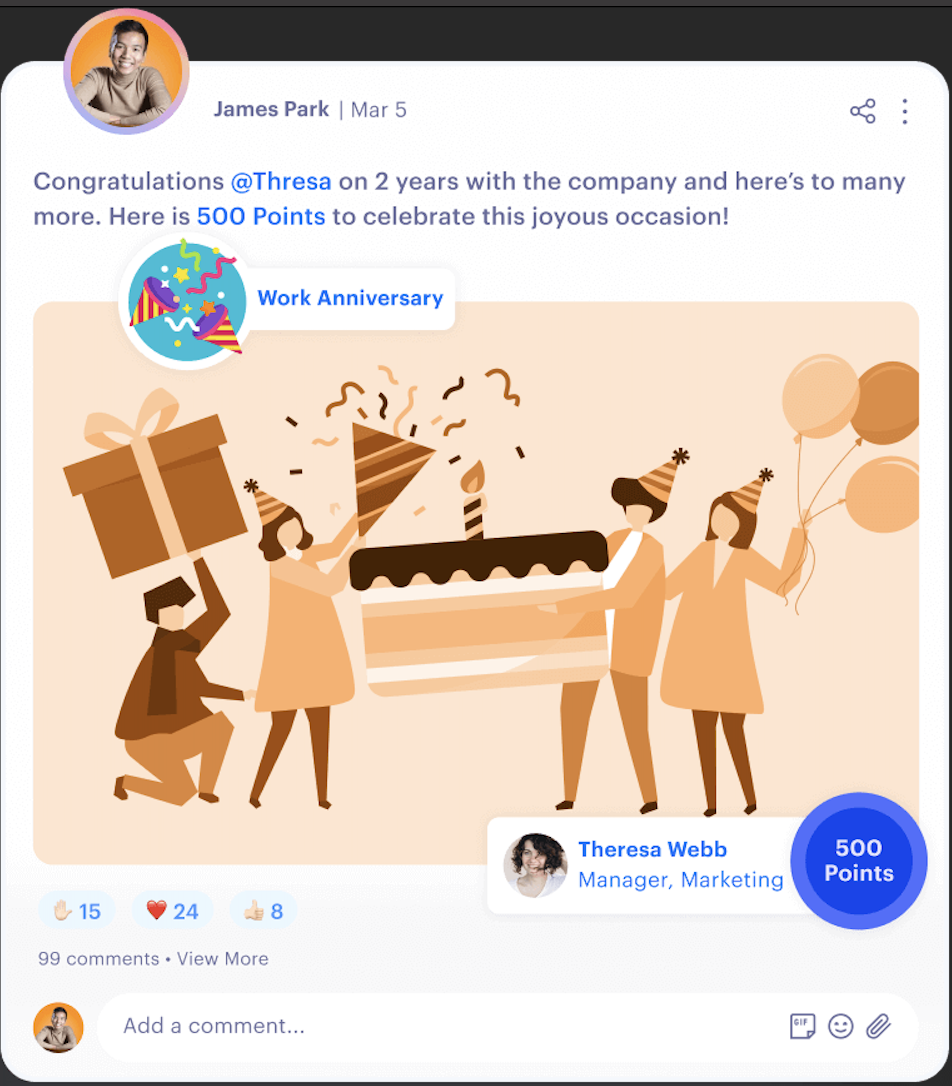 James Park | Mar 5
Congratulations @Thresa on 2 years with the company and here’s to many
more. Here is 500 Points to celebrate this joyous occasion!
Work Anniversary
Theresa Webb
Manager, Marketing
500
Points
15
24
8
99 comments • View More
Add a comment...
GIF